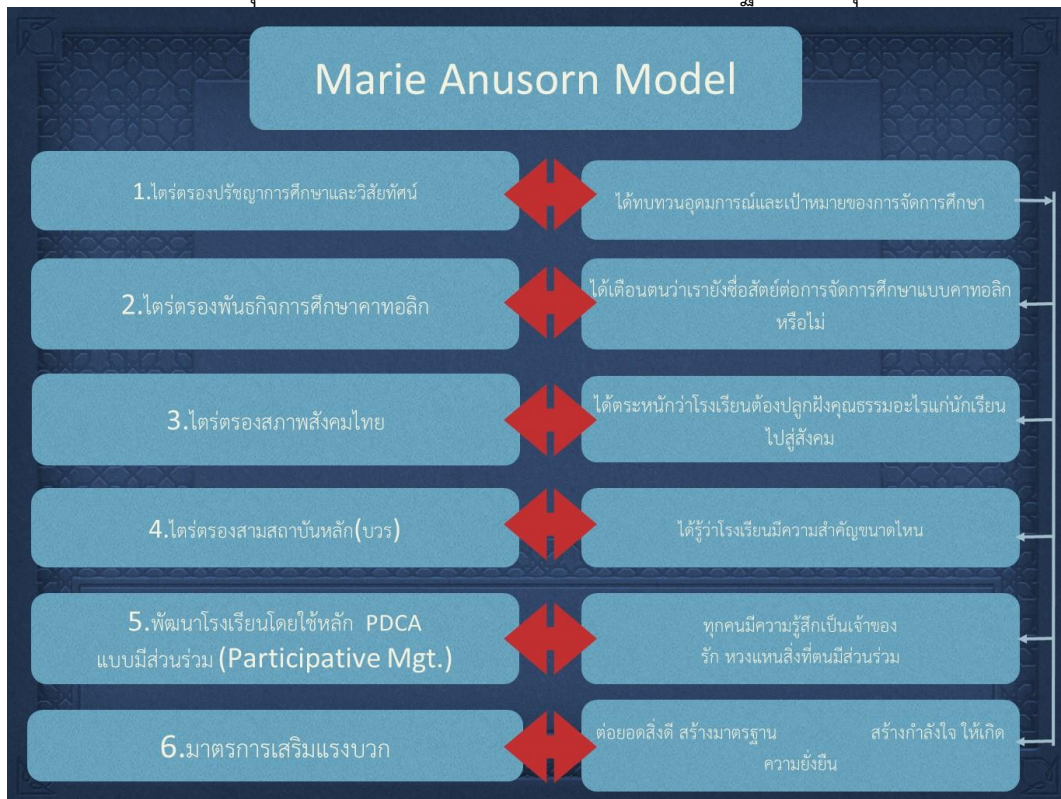 Marie Anusorn Model
1.ไตร่ตรองปรัชญาการศึกษาและวิสัยทัศน์
ได้ทบทวนอุดมการณ์และเป้าหมายของการจัดการศึกษา
2.ไตร่ตรองพันธกิจการศึกษาคาทอลิก
ได้เตือนตนว่าเรายังซื่อสัตย์ต่อการจัดการศึกษาแบบคาทอลิก
หรือไม่
3.ไตร่ตรองสภาพสังคมไทย
ได้ตระหนักว่าโรงเรียนต้องปลูกฝังคุณธรรมอะไรแก่นักเรียน
ไปสู่สังคม
4.ไตร่ตรองสามสถาบันหลัก(บวร)
ได้รู้ว่าโรงเรียนมีความสำคัญขนาดไหน
5.พัฒนาโรงเรียนโดยใช้หลัก PDCA
แบบมีส่วนร่วม (Participative Mgt.)
ทุกคนมีความรู้สึกเป็นเจ้าของ
รัก หวงแหนสิ่งที่ตนมีส่วนร่วม
6.มาตรการเสริมแรงบวก
ต่อยอดสิ่งดี สร้างมาตรฐาน สร้างกำลังใจ ให้เกิด
ความยั่งยืน